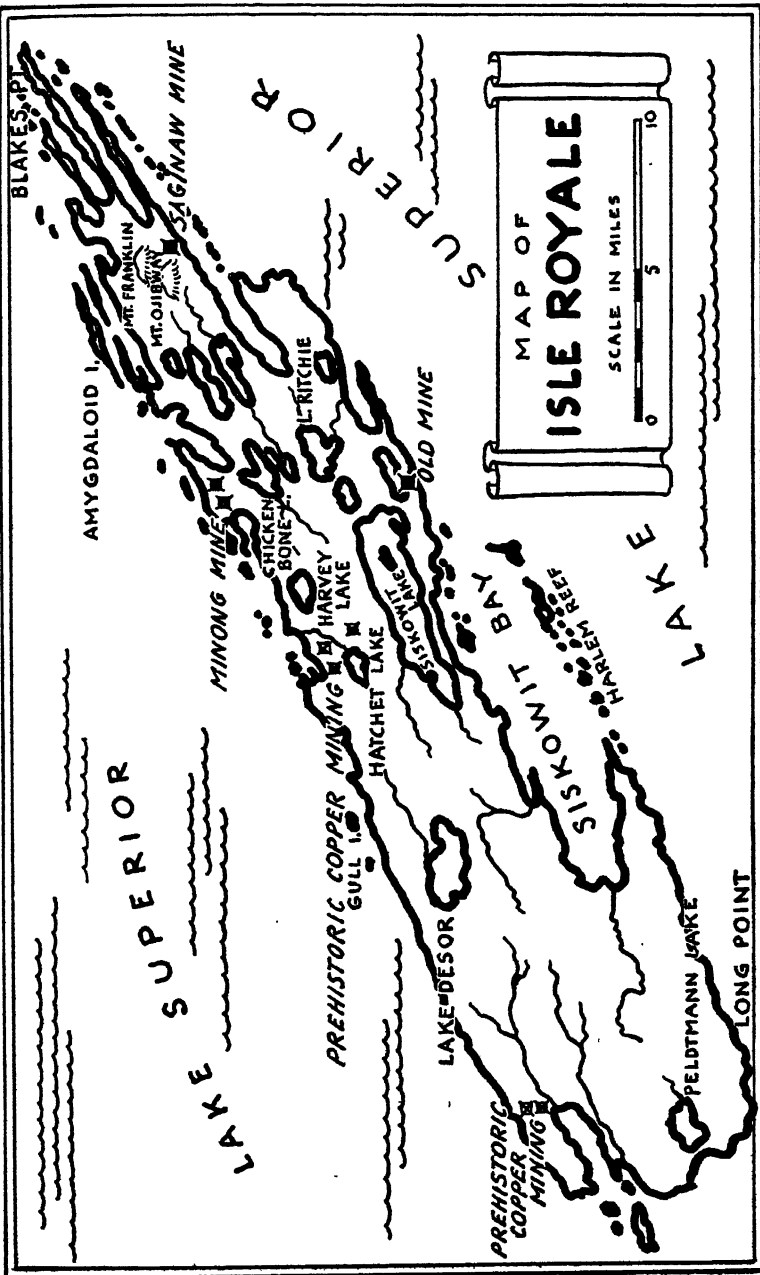 BLAKES PT.
AMYGDALOID I.
MT. FRANKLIN
MT. OJIBWAY
SAGINAW MINE
LAKE SUPERIOR
MINONG MINE
CHICKEN
BONE L.
L. RITCHIE
HARVEY
LAKE
PREHISTORIC COPPER MINING
HATCHET LAKE
GULL I.
SISKOWIT
LAKE
OLD MINE
LAKE DESOR
SISKOWIT BAY
HARLEM REEF
LAKE SUPERIOR
PREHISTORIC
COPPER
MINING
PELDTMANN LAKE
LONG POINT
MAP OF
ISLE ROYALE
SCALE IN MILES
0 5 10